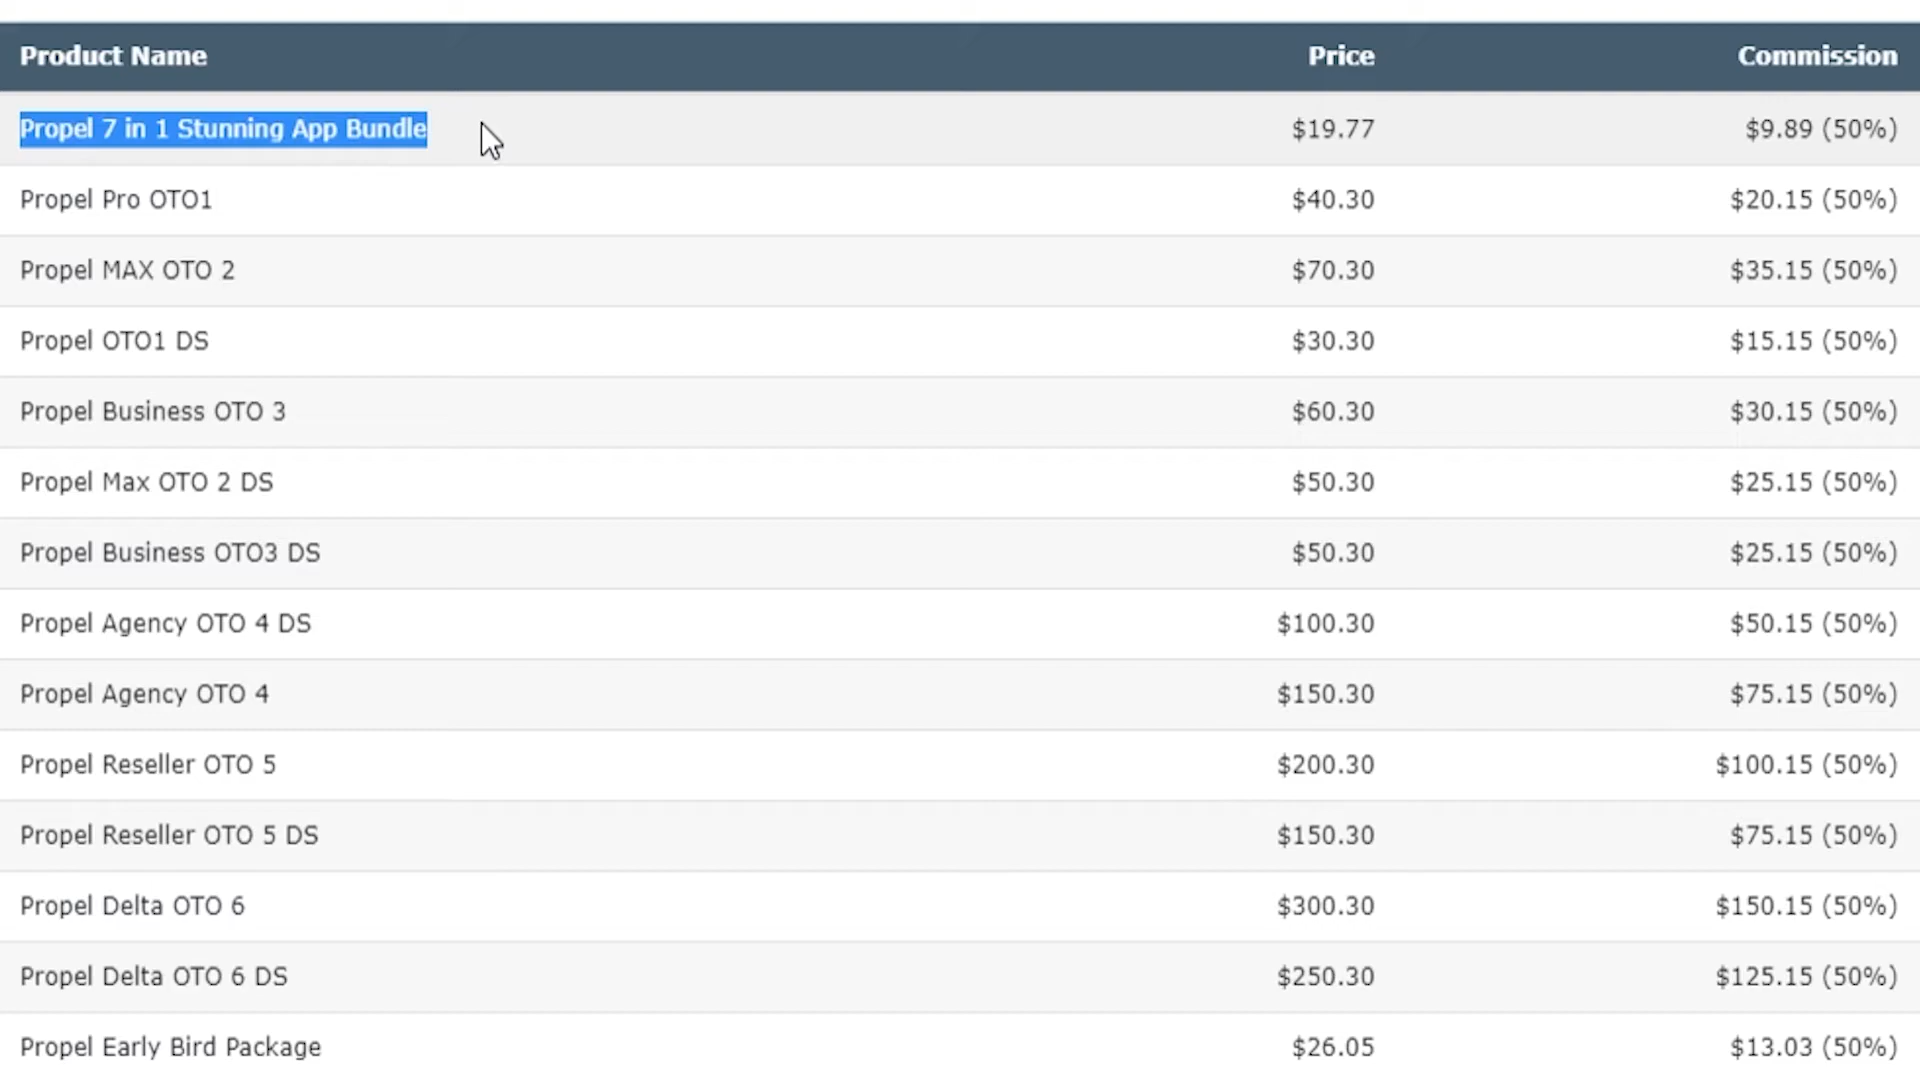 Product Name Price Commission
Propel 7 in 1 Stunning App Bundle $19.77 $9.89 (50%)
Propel Pro OTO1 $40.30 $20.15 (50%)
Propel MAX OTO 2 $70.30 $35.15 (50%)
Propel OTO1 DS $30.30 $15.15 (50%)
Propel Business OTO 3 $60.30 $30.15 (50%)
Propel Max OTO 2 DS $50.30 $25.15 (50%)
Propel Business OTO3 DS $50.30 $25.15 (50%)
Propel Agency OTO 4 DS $100.30 $50.15 (50%)
Propel Agency OTO 4 $150.30 $75.15 (50%)
Propel Reseller OTO 5 $200.30 $100.15 (50%)
Propel Reseller OTO 5 DS $150.30 $75.15 (50%)
Propel Delta OTO 6 $300.30 $150.15 (50%)
Propel Delta OTO 6 DS $250.30 $125.15 (50%)
Propel Early Bird Package $26.05 $13.03 (50%)